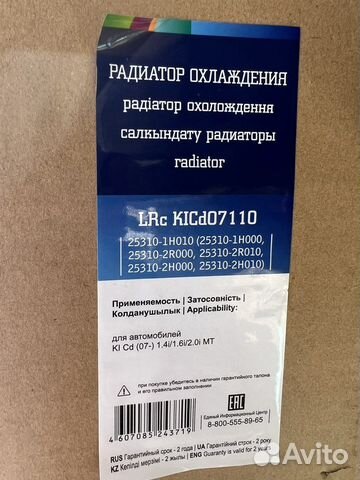 РАДИАТОР ОХЛАЖДЕНИЯ
радіатор охолодження
салкындату радиаторы
radiator
LRc KICd07110
25310-1H010 (25310-1H000,
25310-2R000, 25310-2R010,
25310-2H000, 25310-2H010)
Применяемость | Затосовність |
Колданушылык | Applicability:
для автомобилей
KI Cd (07-) 1.4i/1.6i/2.0i MT
при покупке убедитесь в наличии гарантийного талона
и его правильном заполнении
4 607085 243719
EAC
Единый Информационный Центр
8-800-555-89-65
RUS Гарантийный срок - 2 года | UA Гарантійний строк - 2 року
KZ Кепілді мерзімі - 2 жылы | ENG Guaranty is valid for 2 years
Avito